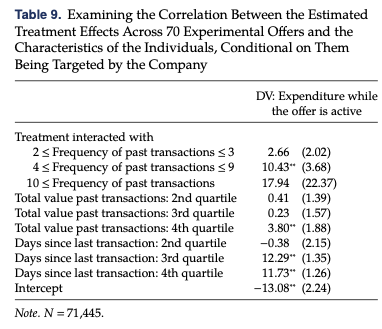 Table 9. Examining the Correlation Between the Estimated
Treatment Effects Across 70 Experimental Offers and the
Characteristics of the Individuals, Conditional on Them
Being Targeted by the Company
DV: Expenditure while
the offer is active
Treatment interacted with
2 ≤ Frequency of past transactions ≤ 3 2.66 (2.02)
4 ≤ Frequency of past transactions ≤ 9 10.43** (3.68)
10 ≤ Frequency of past transactions 17.94 (22.37)
Total value past transactions: 2nd quartile 0.41 (1.39)
Total value past transactions: 3rd quartile 0.23 (1.57)
Total value past transactions: 4th quartile 3.80** (1.88)
Days since last transaction: 2nd quartile −0.38 (2.15)
Days since last transaction: 3rd quartile 12.29** (1.35)
Days since last transaction: 4th quartile 11.73** (1.26)
Intercept −13.08** (2.24)
Note. N = 71,445.